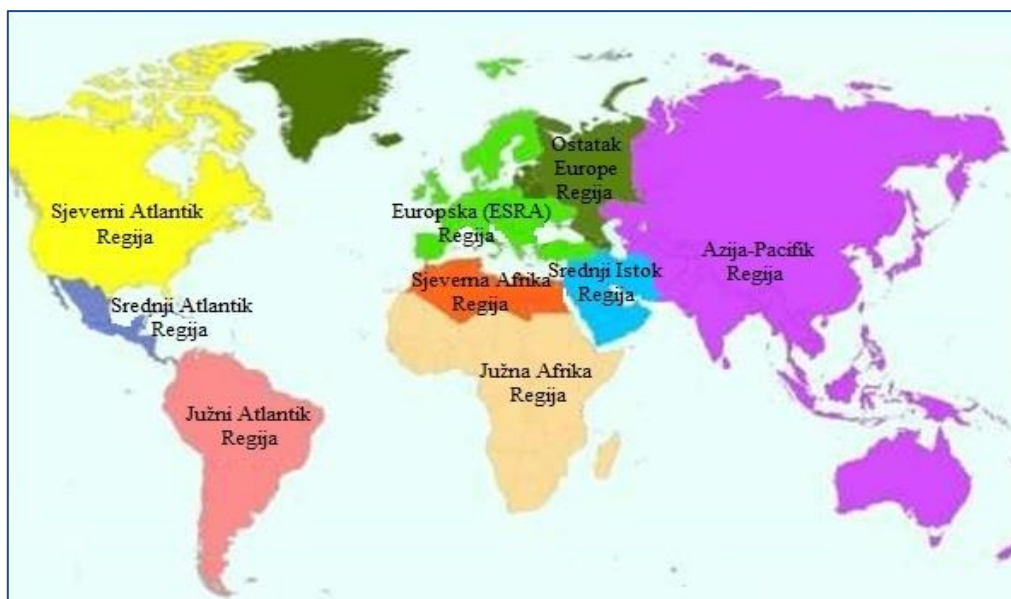 Ostatak
Europe
Regija
Sjeverni Atlantik
Regija
Europska (ESRA)
Regija
Azija-Pacifik
Regija
Sjeverna Afrika
Regija
Srednji Istok
Regija
Srednji Atlantik
Regija
Južna Afrika
Regija
Južni Atlantik
Regija